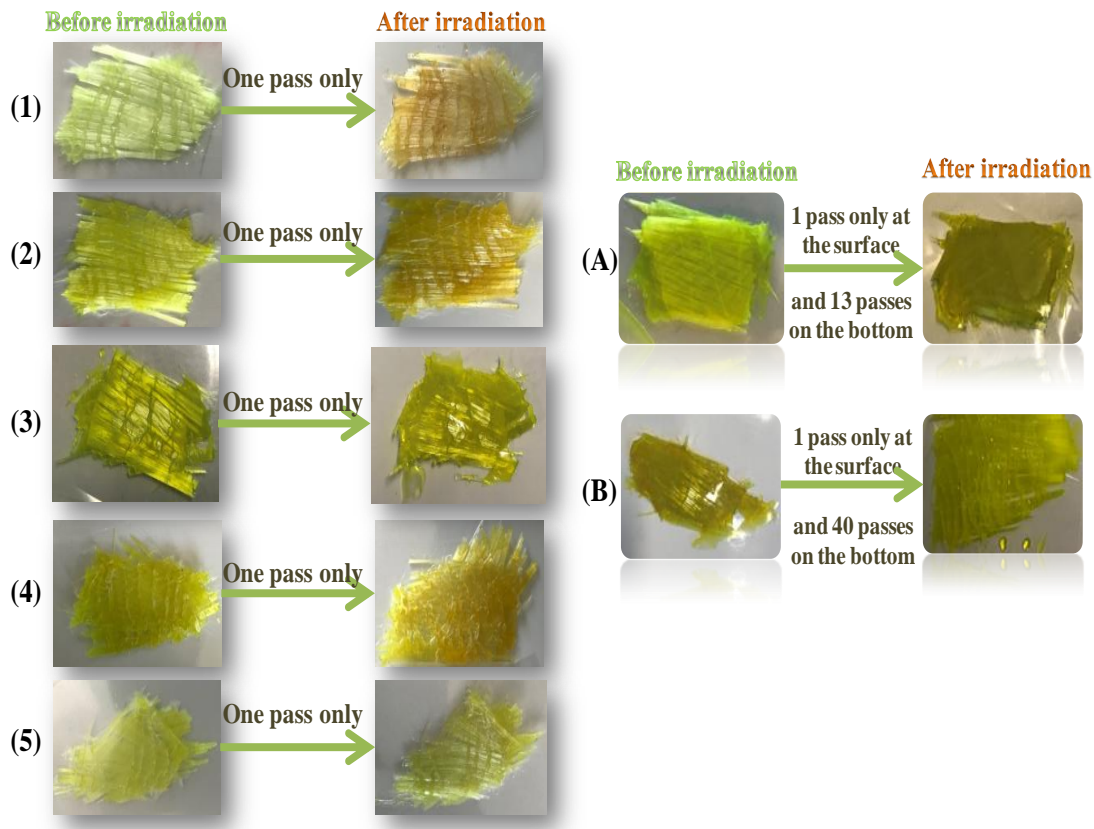 Before irradiation
After irradiation
(1)
One pass only
(2)
One pass only
(3)
One pass only
(4)
One pass only
(5)
One pass only
Before irradiation
After irradiation
(A)
1 pass only at
the surface
and 13 passes
on the bottom
(B)
1 pass only at
the surface
and 40 passes
on the bottom